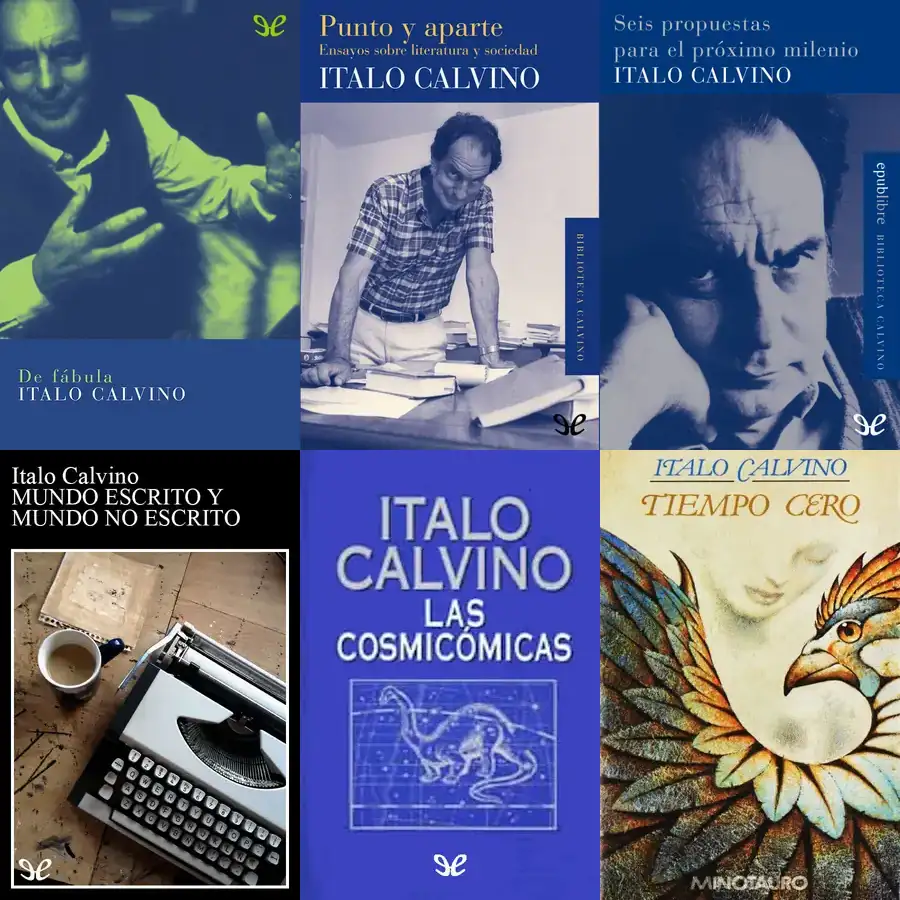 De fábula
ITALO CALVINO
Punto y aparte
Ensayos sobre literatura y sociedad
ITALO CALVINO
BIBLIOTECA CALVINO
Seis propuestas
para el próximo milenio
ITALO CALVINO
epublibre
BIBLIOTECA CALVINO
Italo Calvino
MUNDO ESCRITO Y
MUNDO NO ESCRITO
ITALO
CALVINO
LAS
COSMICÓMICAS
ITALO CALVINO
TIEMPO CERO
MINOTAURO